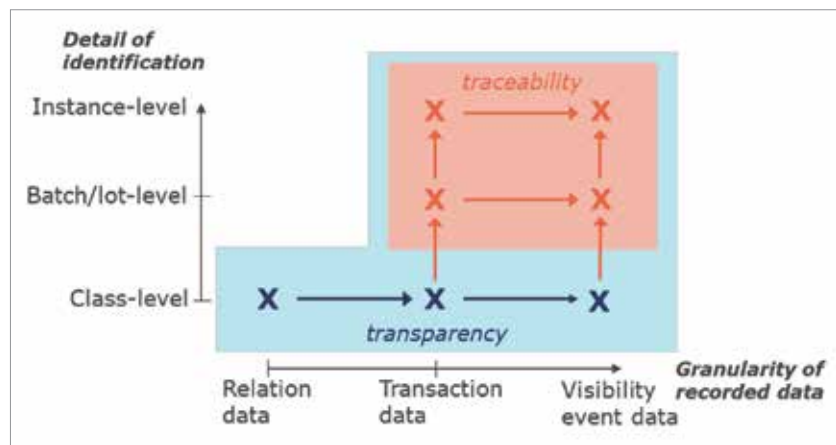 Detail of
identification
traceability
Instance-level
X X
Batch/lot-level
X X
Class-level
X X X
transparency
Relation
data
Transaction
data
Visibility
event data
Granularity of
recorded data